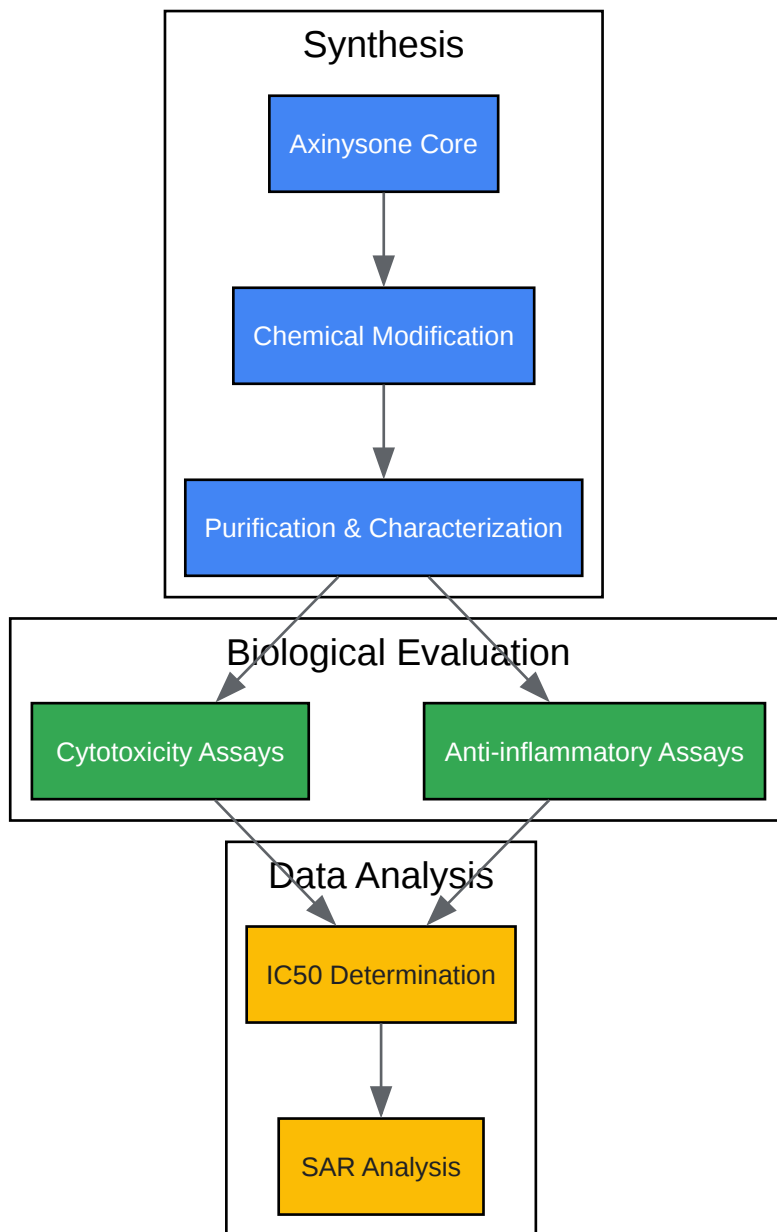 Synthesis
Axinysone Core
Chemical Modification
Purification & Characterization
Biological Evaluation
Cytotoxicity Assays
Anti-inflammatory Assays
Data Analysis
IC50 Determination
SAR Analysis